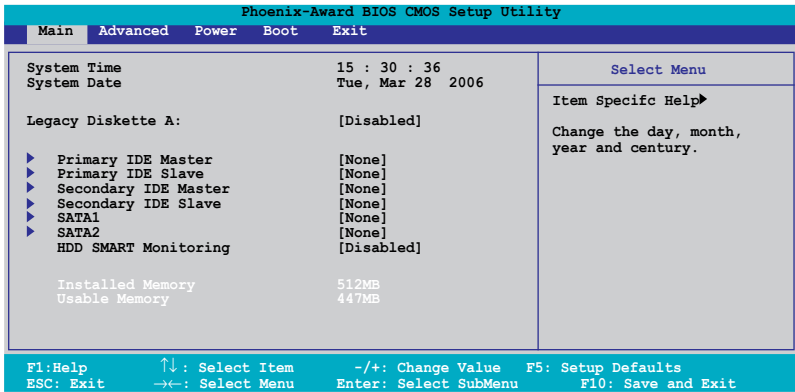 Phoenix-Award BIOS CMOS Setup Utility
Main Advanced Power Boot Exit
System Time 15 : 30 : 36
System Date Tue, Mar 28 2006
Legacy Diskette A: [Disabled]
Primary IDE Master [None]
Primary IDE Slave [None]
Secondary IDE Master [None]
Secondary IDE Slave [None]
SATA1 [None]
SATA2 [None]
HDD SMART Monitoring [Disabled]
Installed Memory 512MB
Usable Memory 447MB
Select Menu
Item Specifc Help
Change the day, month,
year and century.
F1:Help ↑↓: Select Item -/+: Change Value F5: Setup Defaults
ESC: Exit →←: Select Menu Enter: Select SubMenu F10: Save and Exit